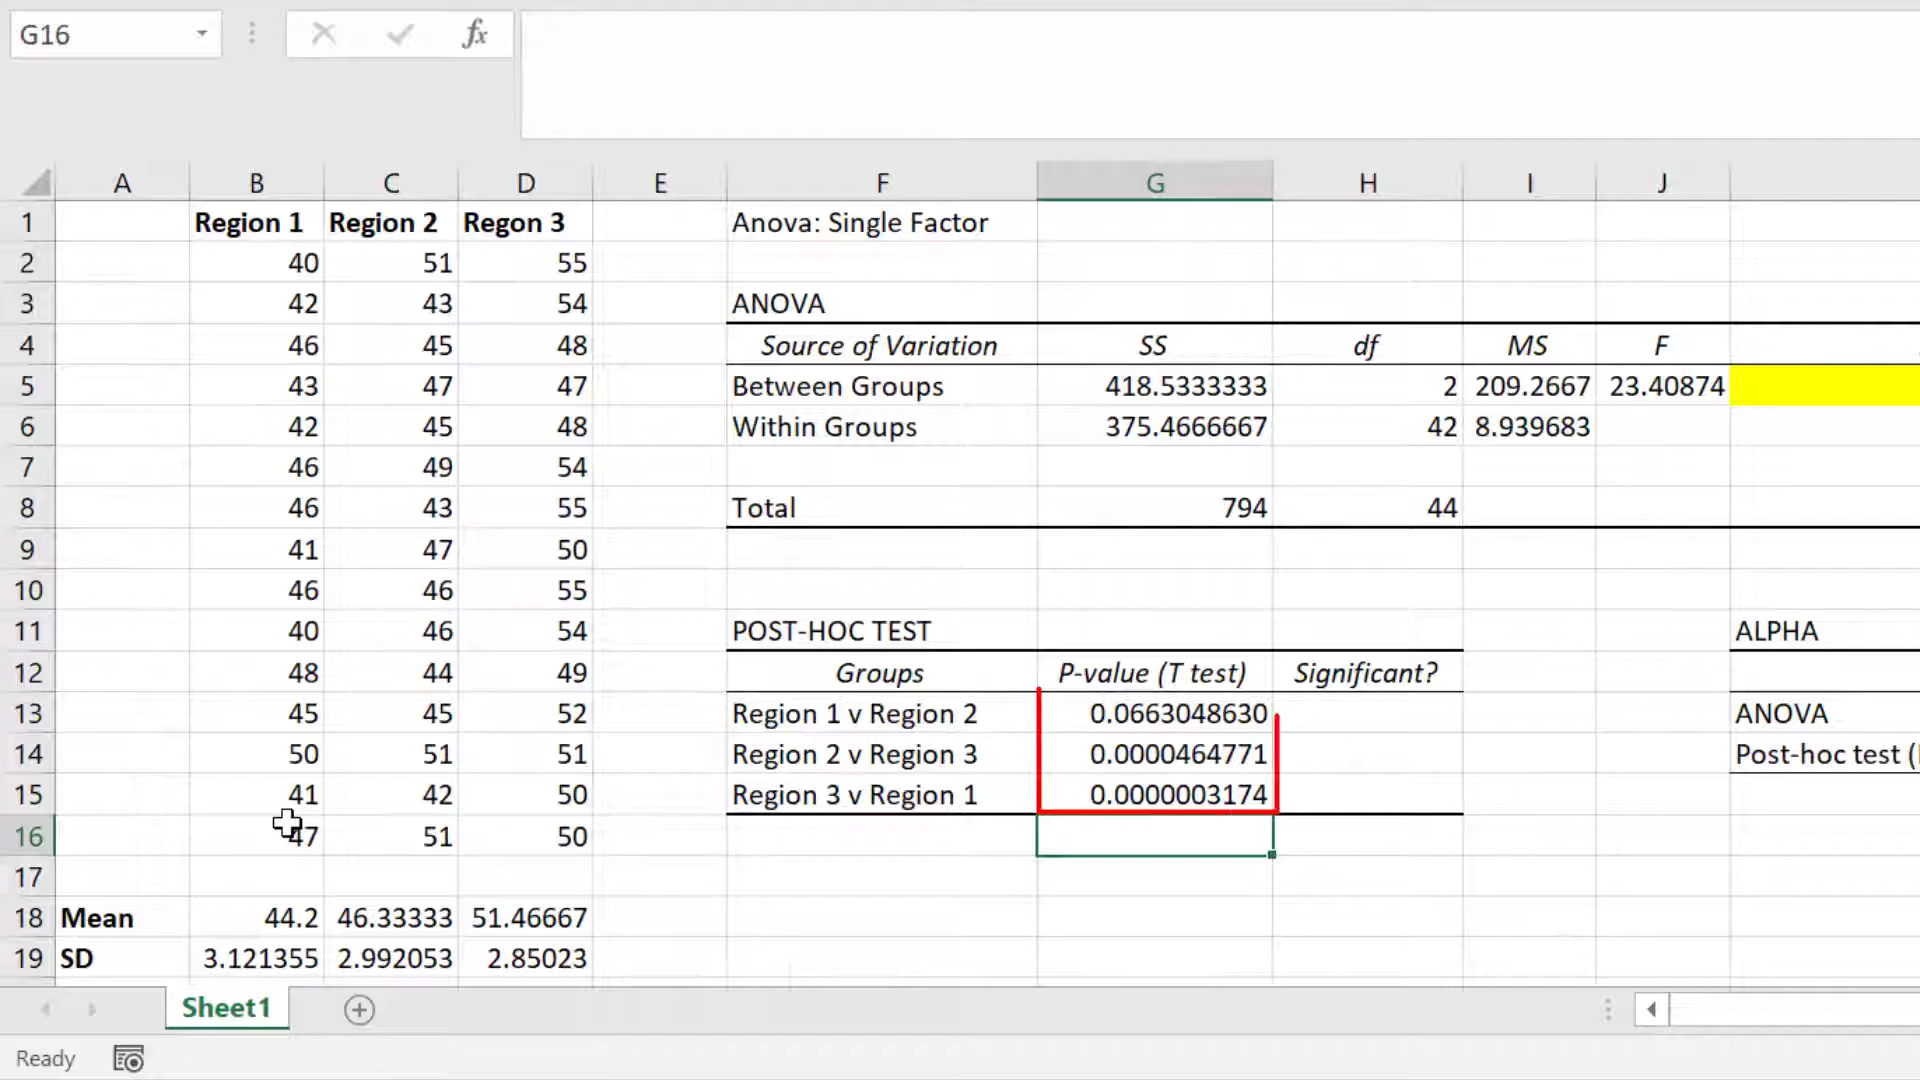 G16
fx
A B C D E F G H I J
1 Region 1 Region 2 Regon 3 Anova: Single Factor
2 40 51 55
3 42 43 54 ANOVA
4 46 45 48 Source of Variation SS df MS F
5 43 47 47 Between Groups 418.5333333 2 209.2667 23.40874
6 42 45 48 Within Groups 375.4666667 42 8.939683
7 46 49 54
8 46 43 55 Total 794 44
9 41 47 50
10 46 46 55
11 40 46 54 POST-HOC TEST ALPHA
12 48 44 49 Groups P-value (T test) Significant?
13 45 45 52 Region 1 v Region 2 0.0663048630 ANOVA
14 50 51 51 Region 2 v Region 3 0.0000464771 Post-hoc test (
15 41 42 50 Region 3 v Region 1 0.0000003174
16 47 51 50
17
18 Mean 44.2 46.33333 51.46667
19 SD 3.121355 2.992053 2.85023
Sheet1
Ready